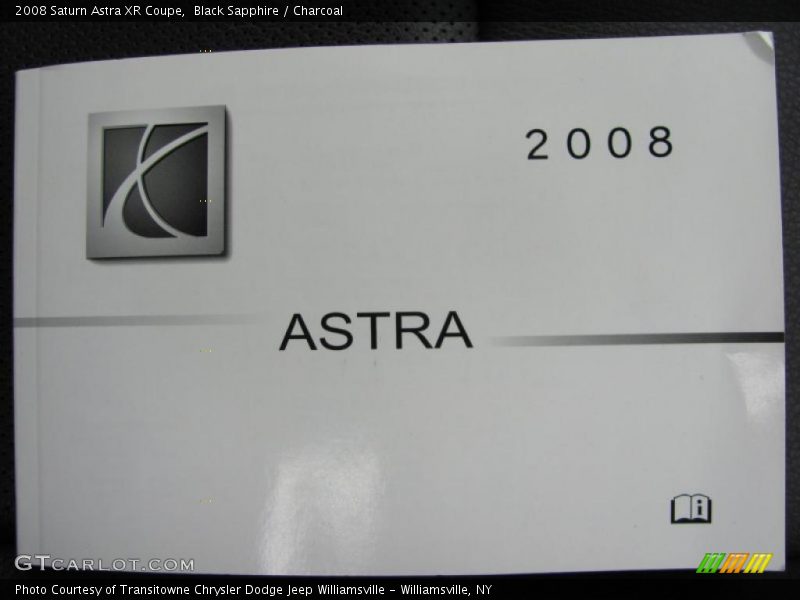 2008 Saturn Astra XR Coupe,  Black Sapphire / Charcoal
2008
ASTRA
i
GTCARLOT.COM
Photo Courtesy of Transitowne Chrysler Dodge Jeep Williamsville - Williamsville, NY